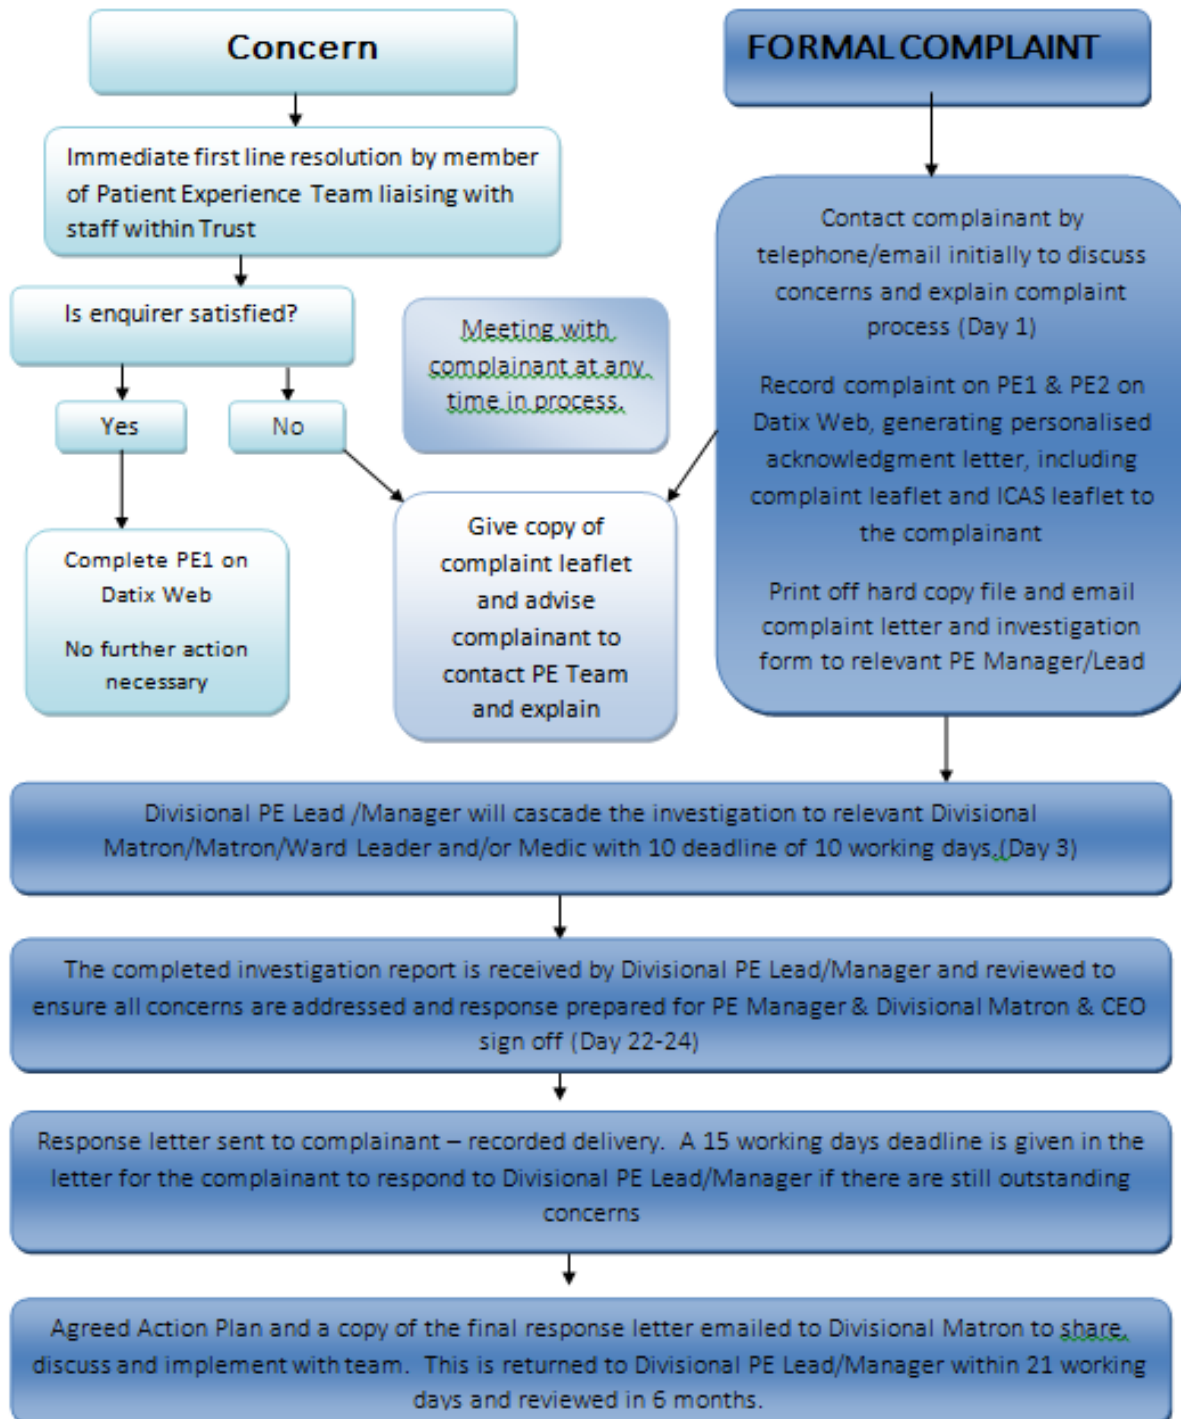 Concern
FORMAL COMPLAINT
Immediate first line resolution by member
of Patient Experience Team liaising with
staff within Trust
Is enquirer satisfied?
Yes
No
Complete PE1 on
Datix Web
No further action
necessary
Meeting with
complainant at any
time in process.
Give copy of
complaint leaflet
and advise
complainant to
contact PE Team
and explain
Contact complainant by
telephone/email initially to discuss
concerns and explain complaint
process (Day 1)
Record complaint on PE1 & PE2 on
Datix Web, generating personalised
acknowledgment letter, including
complaint leaflet and ICAS leaflet to
the complainant
Print off hard copy file and email
complaint letter and investigation
form to relevant PE Manager/Lead
Divisional PE Lead /Manager will cascade the investigation to relevant Divisional
Matron/Matron/Ward Leader and/or Medic with 10 deadline of 10 working days.(Day 3)
The completed investigation report is received by Divisional PE Lead/Manager and reviewed to
ensure all concerns are addressed and response prepared for PE Manager & Divisional Matron & CEO
sign off (Day 22-24)
Response letter sent to complainant – recorded delivery.  A 15 working days deadline is given in the
letter for the complainant to respond to Divisional PE Lead/Manager if there are still outstanding
concerns
Agreed Action Plan and a copy of the final response letter emailed to Divisional Matron to share,
discuss and implement with team.  This is returned to Divisional PE Lead/Manager within 21 working
days and reviewed in 6 months.